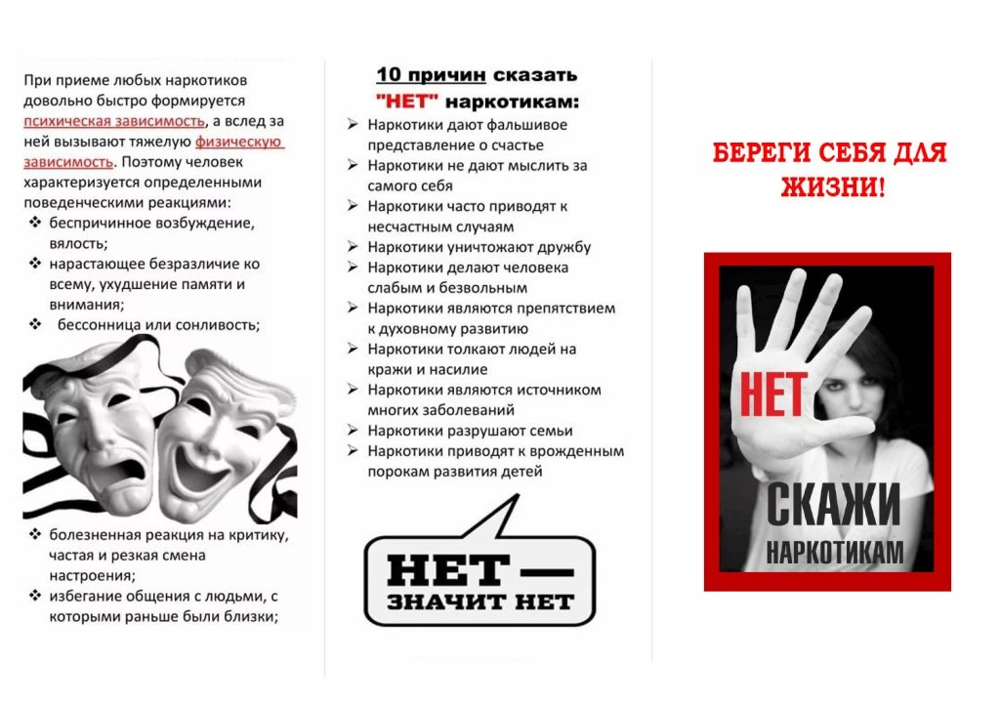 При приеме любых наркотиков
довольно быстро формируется
психическая зависимость, а вслед за
ней вызывают тяжелую физическую
зависимость. Поэтому человек
характеризуется определенными
поведенческими реакциями:
❖ беспричинное возбуждение,
вялость;
❖ нарастающее безразличие ко
всему, ухудшение памяти и
внимания;
❖ бессонница или сонливость;
❖ болезненная реакция на критику,
частая и резкая смена
настроения;
❖ избегание общения с людьми, с
которыми раньше были близки;
10 причин сказать
"НЕТ" наркотикам:
➢ Наркотики дают фальшивое
представление о счастье
➢ Наркотики не дают мыслить за
самого себя
➢ Наркотики часто приводят к
несчастным случаям
➢ Наркотики уничтожают дружбу
➢ Наркотики делают человека
слабым и безвольным
➢ Наркотики являются препятствием
к духовному развитию
➢ Наркотики толкают людей на
кражи и насилие
➢ Наркотики являются источником
многих заболеваний
➢ Наркотики разрушают семьи
➢ Наркотики приводят к врожденным
порокам развития детей
НЕТ —
ЗНАЧИТ НЕТ
БЕРЕГИ СЕБЯ ДЛЯ
ЖИЗНИ!
НЕТ
СКАЖИ
НАРКОТИКАМ